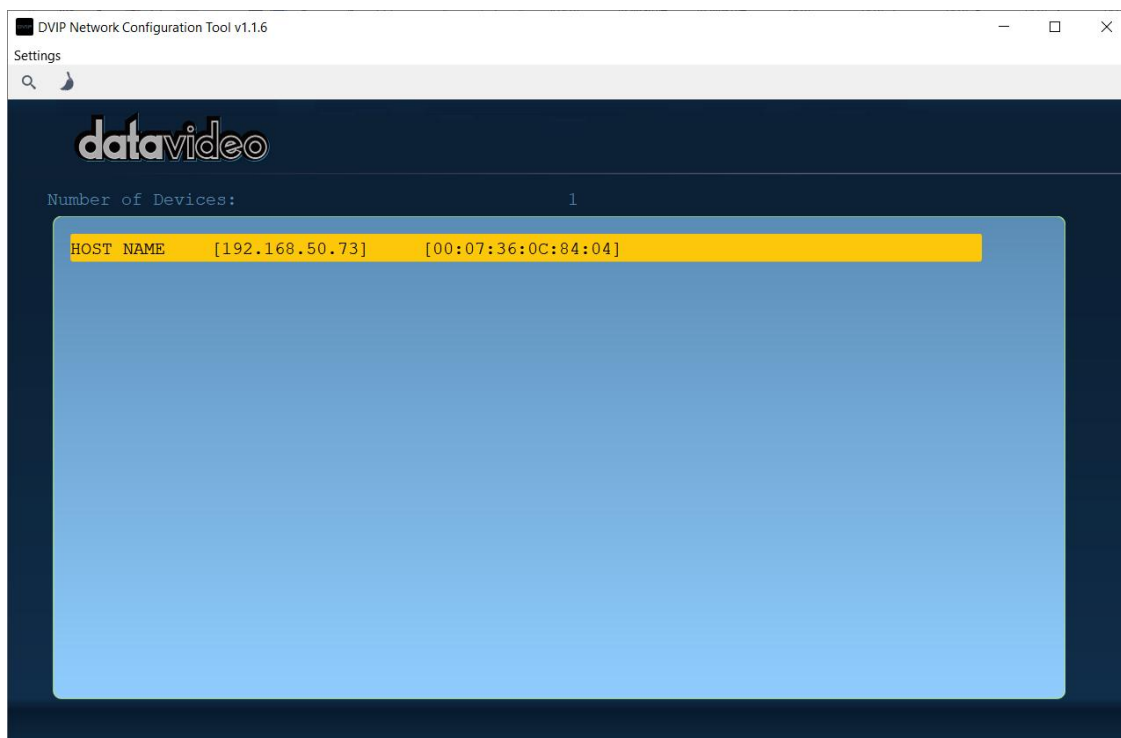 DVIP Network Configuration Tool v1.1.6
Settings
datavideo
Number of Devices: 1
HOST NAME [192.168.50.73] [00:07:36:0C:84:04]